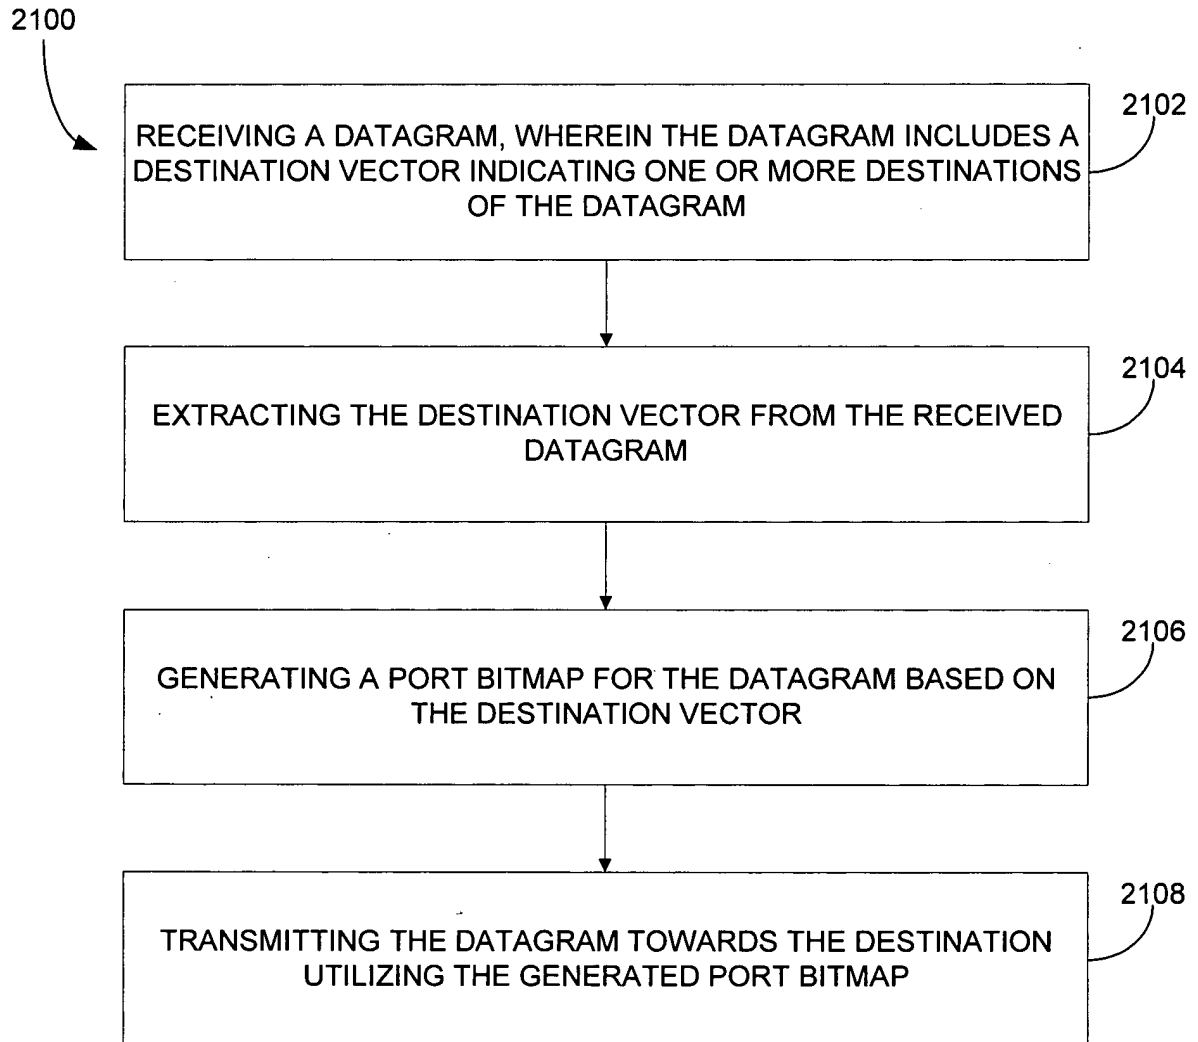 2100
2102
RECEIVING A DATAGRAM, WHEREIN THE DATAGRAM INCLUDES A
DESTINATION VECTOR INDICATING ONE OR MORE DESTINATIONS
OF THE DATAGRAM
2104
EXTRACTING THE DESTINATION VECTOR FROM THE RECEIVED
DATAGRAM
2106
GENERATING A PORT BITMAP FOR THE DATAGRAM BASED ON
THE DESTINATION VECTOR
2108
TRANSMITTING THE DATAGRAM TOWARDS THE DESTINATION
UTILIZING THE GENERATED PORT BITMAP